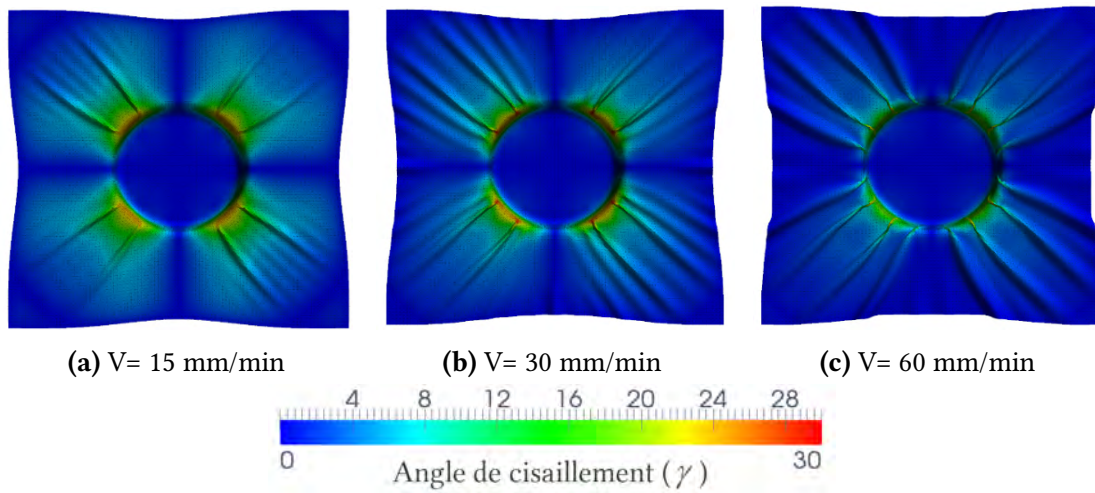 (a) V= 15 mm/min
(b) V= 30 mm/min
(c) V= 60 mm/min
4 8 12 16 20 24 28
0 30
Angle de cisaillement ( γ )